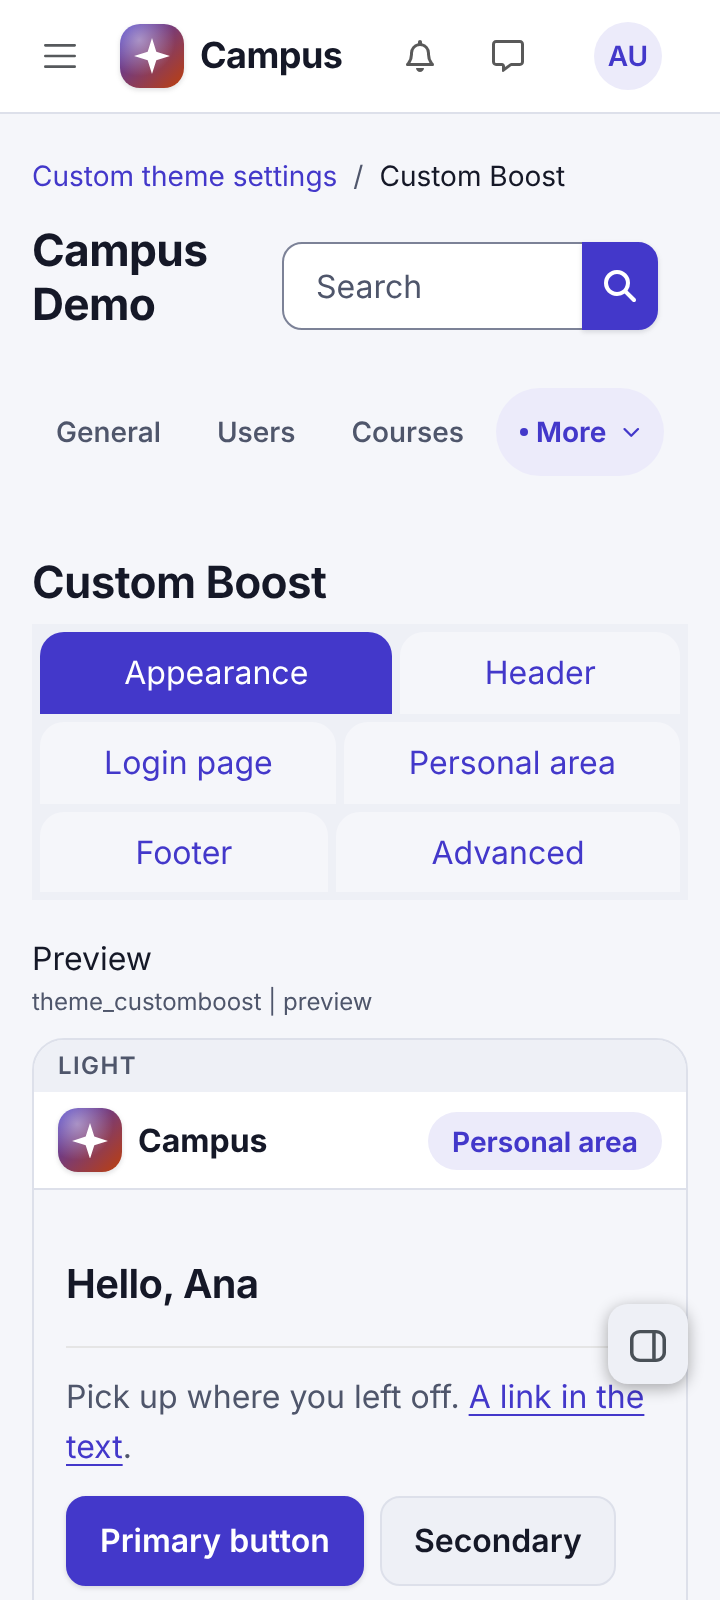 Campus
AU
Custom theme settings / Custom Boost
Campus
Demo
Search
General Users Courses • More
Custom Boost
Appearance Header
Login page Personal area
Footer Advanced
Preview
theme_customboost | preview
LIGHT
Campus Personal area
Hello, Ana
Pick up where you left off. A link in the
text.
Primary button Secondary